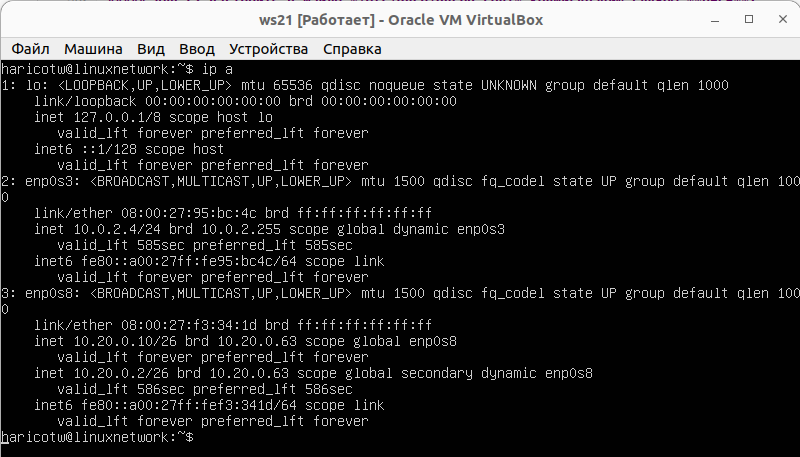 ws21 [Работает] - Oracle VM VirtualBox
Файл Машина Вид Ввод Устройства Справка
haricotw@linuxnetwork:~$ ip a
1: lo: <LOOPBACK,UP,LOWER_UP> mtu 65536 qdisc noqueue state UNKNOWN group default qlen 1000
link/loopback 00:00:00:00:00:00 brd 00:00:00:00:00:00
inet 127.0.0.1/8 scope host lo
valid_lft forever preferred_lft forever
inet6 ::1/128 scope host
valid_lft forever preferred_lft forever
2: enp0s3: <BROADCAST,MULTICAST,UP,LOWER_UP> mtu 1500 qdisc fq_codel state UP group default qlen 100
0
link/ether 08:00:27:95:bc:4c brd ff:ff:ff:ff:ff:ff
inet 10.0.2.4/24 brd 10.0.2.255 scope global dynamic enp0s3
valid_lft 585sec preferred_lft 585sec
inet6 fe80::a00:27ff:fe95:bc4c/64 scope link
valid_lft forever preferred_lft forever
3: enp0s8: <BROADCAST,MULTICAST,UP,LOWER_UP> mtu 1500 qdisc fq_codel state UP group default qlen 100
0
link/ether 08:00:27:f3:34:1d brd ff:ff:ff:ff:ff:ff
inet 10.20.0.10/26 brd 10.20.0.63 scope global enp0s8
valid_lft forever preferred_lft forever
inet 10.20.0.2/26 brd 10.20.0.63 scope global secondary dynamic enp0s8
valid_lft 586sec preferred_lft 586sec
inet6 fe80::a00:27ff:fef3:341d/64 scope link
valid_lft forever preferred_lft forever
haricotw@linuxnetwork:~$